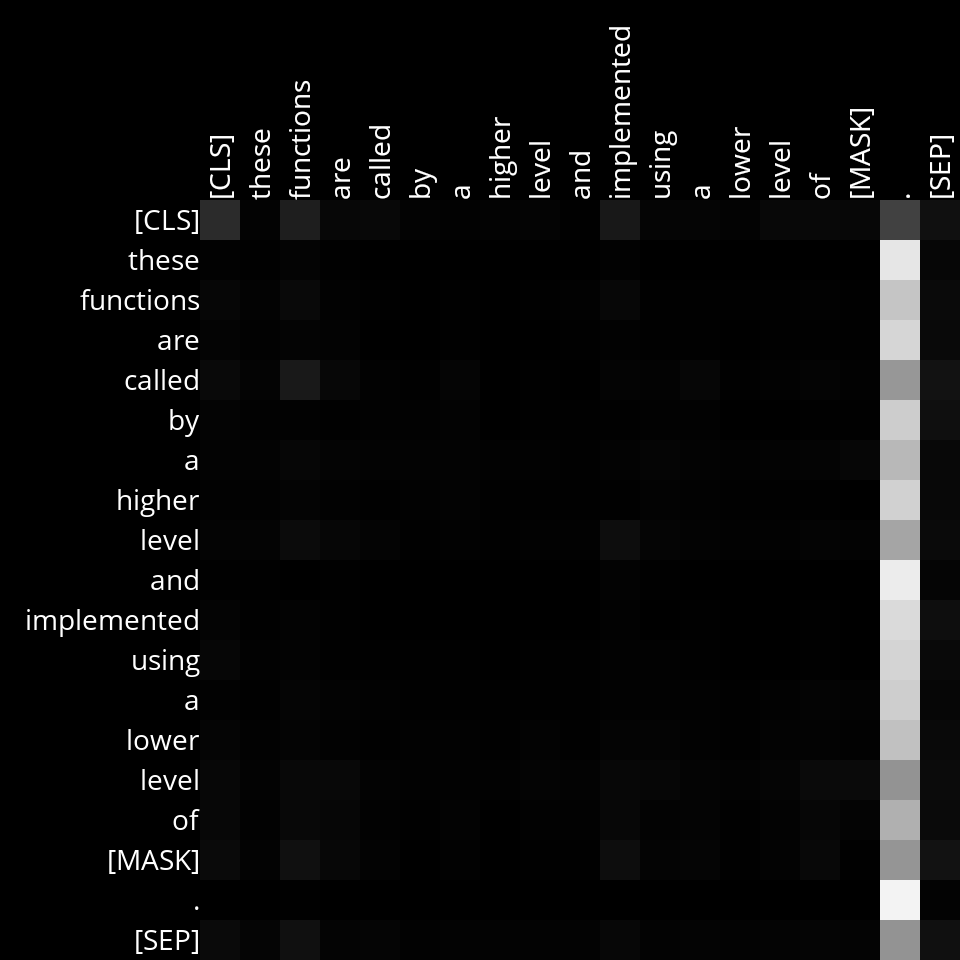 [CLS] these functions are called by a higher level and implemented using a lower level of [MASK] . [SEP]
[CLS]
these
functions
are
called
by
a
higher
level
and
implemented
using
a
lower
level
of
[MASK]
.
[SEP]